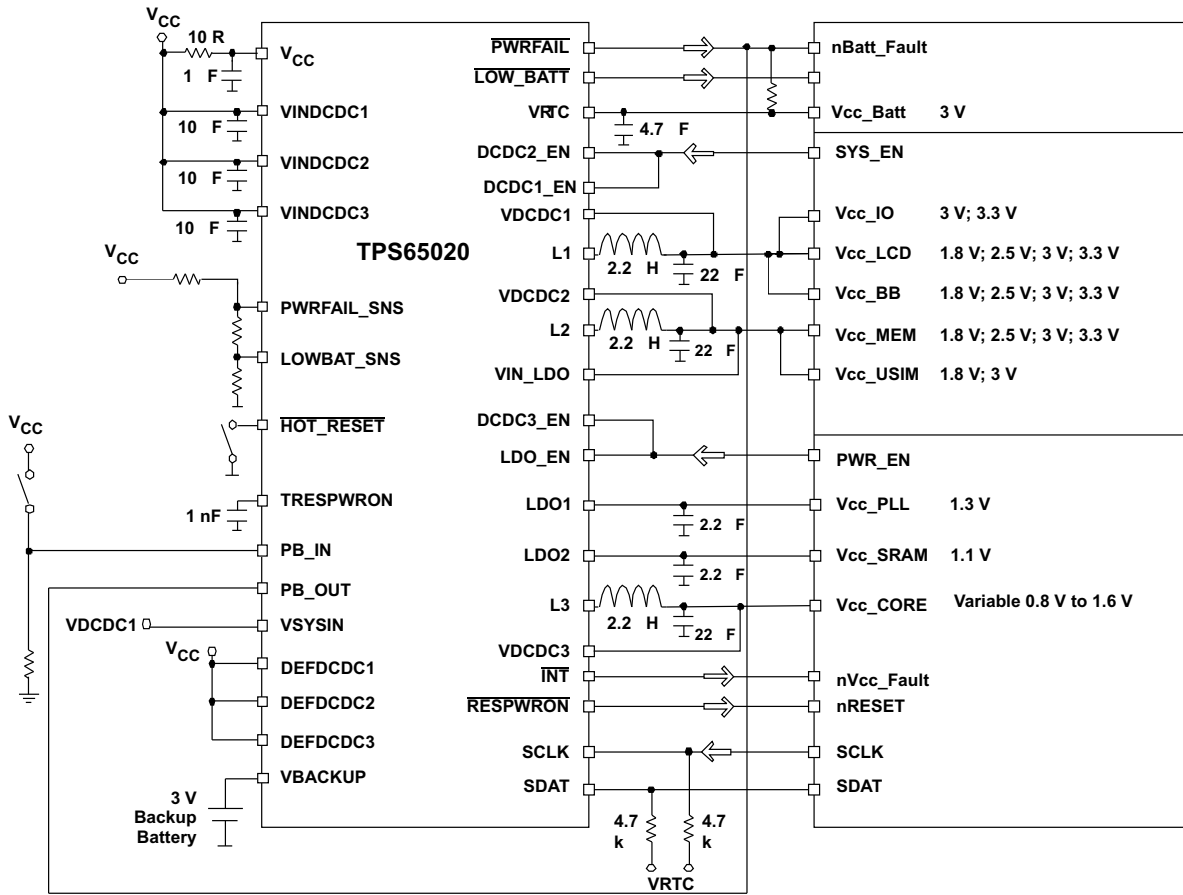 VCC
10 R
VCC
1 F
VINDCDC1
10 F
VINDCDC2
10 F
VINDCDC3
10 F
VCC
PWRFAIL_SNS
LOWBAT_SNS
VCC
HOT_RESET
TRESPWRON
1 nF
PB_IN
PB_OUT
VDCDC1
VSYSIN
VCC
DEFDCDC1
DEFDCDC2
DEFDCDC3
VBACKUP
3 V
Backup
Battery
TPS65020
PWRFAIL
LOW_BATT
VRTC
4.7 F
DCDC2_EN
DCDC1_EN
VDCDC1
L1
2.2 H
22 F
VDCDC2
L2
2.2 H
22 F
VIN_LDO
DCDC3_EN
LDO_EN
LDO1
2.2 F
LDO2
2.2 F
L3
2.2 H
22 F
VDCDC3
INT
RESPWRON
SCLK
SDAT
4.7
k
4.7
k
VRTC
nBatt_Fault
Vcc_Batt 3 V
SYS_EN
Vcc_IO 3 V; 3.3 V
Vcc_LCD 1.8 V; 2.5 V; 3 V; 3.3 V
Vcc_BB 1.8 V; 2.5 V; 3 V; 3.3 V
Vcc_MEM 1.8 V; 2.5 V; 3 V; 3.3 V
Vcc_USIM 1.8 V; 3 V
PWR_EN
Vcc_PLL 1.3 V
Vcc_SRAM 1.1 V
Vcc_CORE Variable 0.8 V to 1.6 V
nVcc_Fault
nRESET
SCLK
SDAT